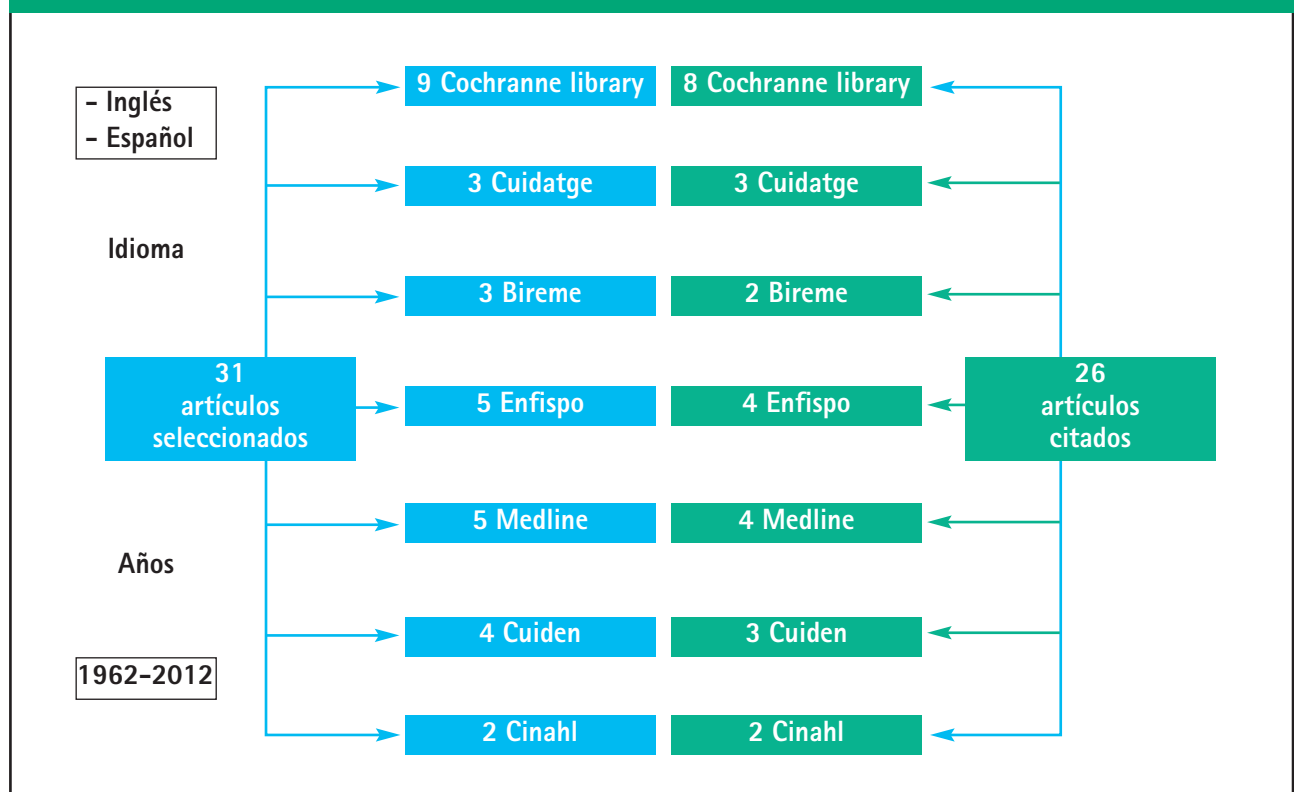 - Inglés
- Español
Idioma
31
artículos
seleccionados
Años
1962-2012
9 Cochranne library
8 Cochranne library
3 Cuidatge
3 Cuidatge
3 Bireme
2 Bireme
5 Enfispo
4 Enfispo
5 Medline
4 Medline
4 Cuiden
3 Cuiden
2 Cinahl
2 Cinahl
26
artículos
citados